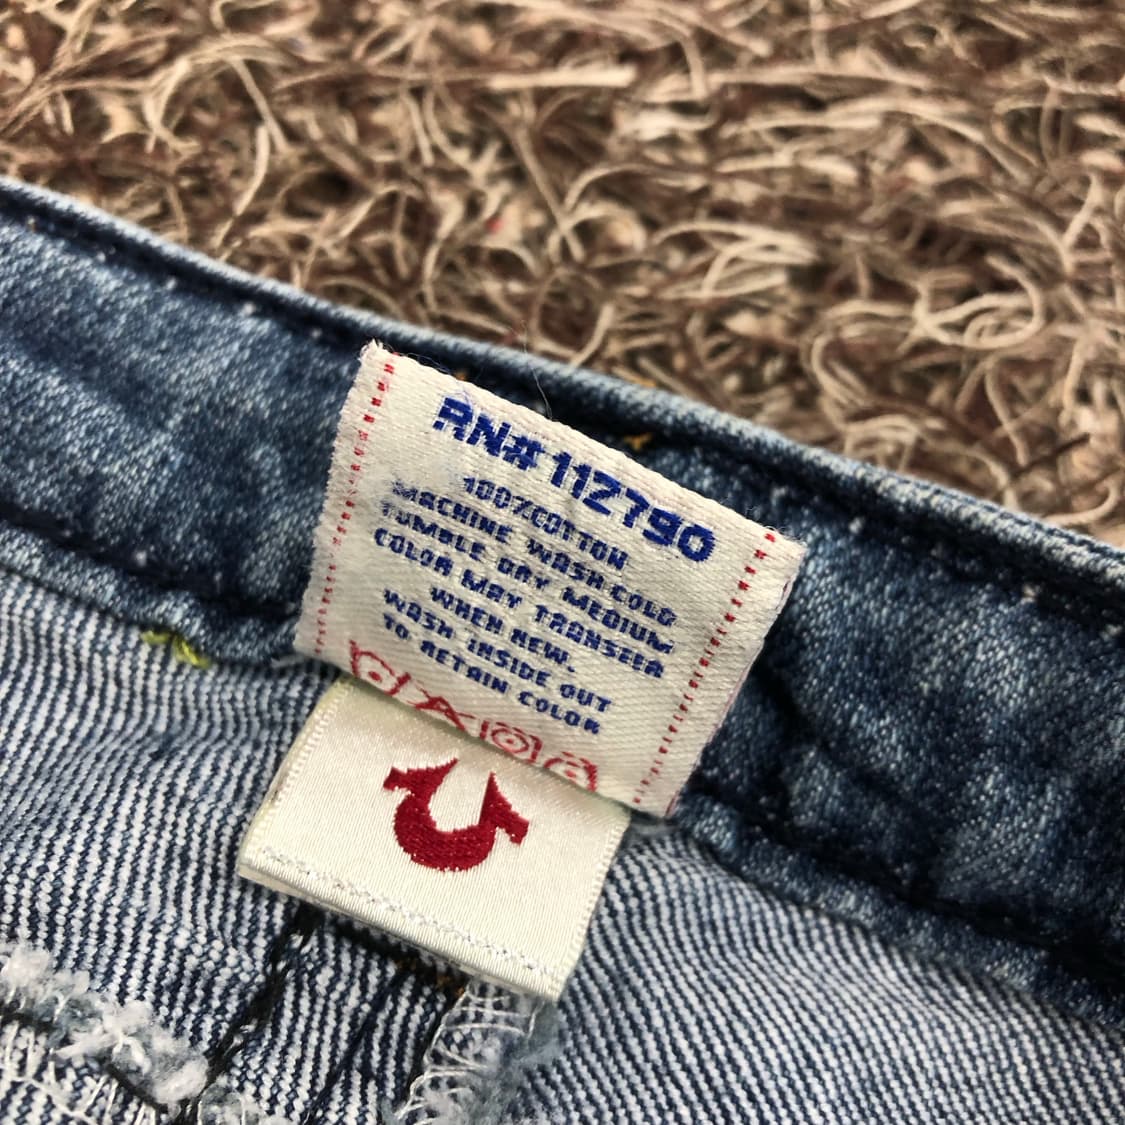 RN#112790
100%COTTON
MACHINE WASH COLD
TUMBLE DRY MEDIUM
COLOR MAY TRANSFER
WHEN NEW.
WASH INSIDE OUT
TO RETAIN COLOR